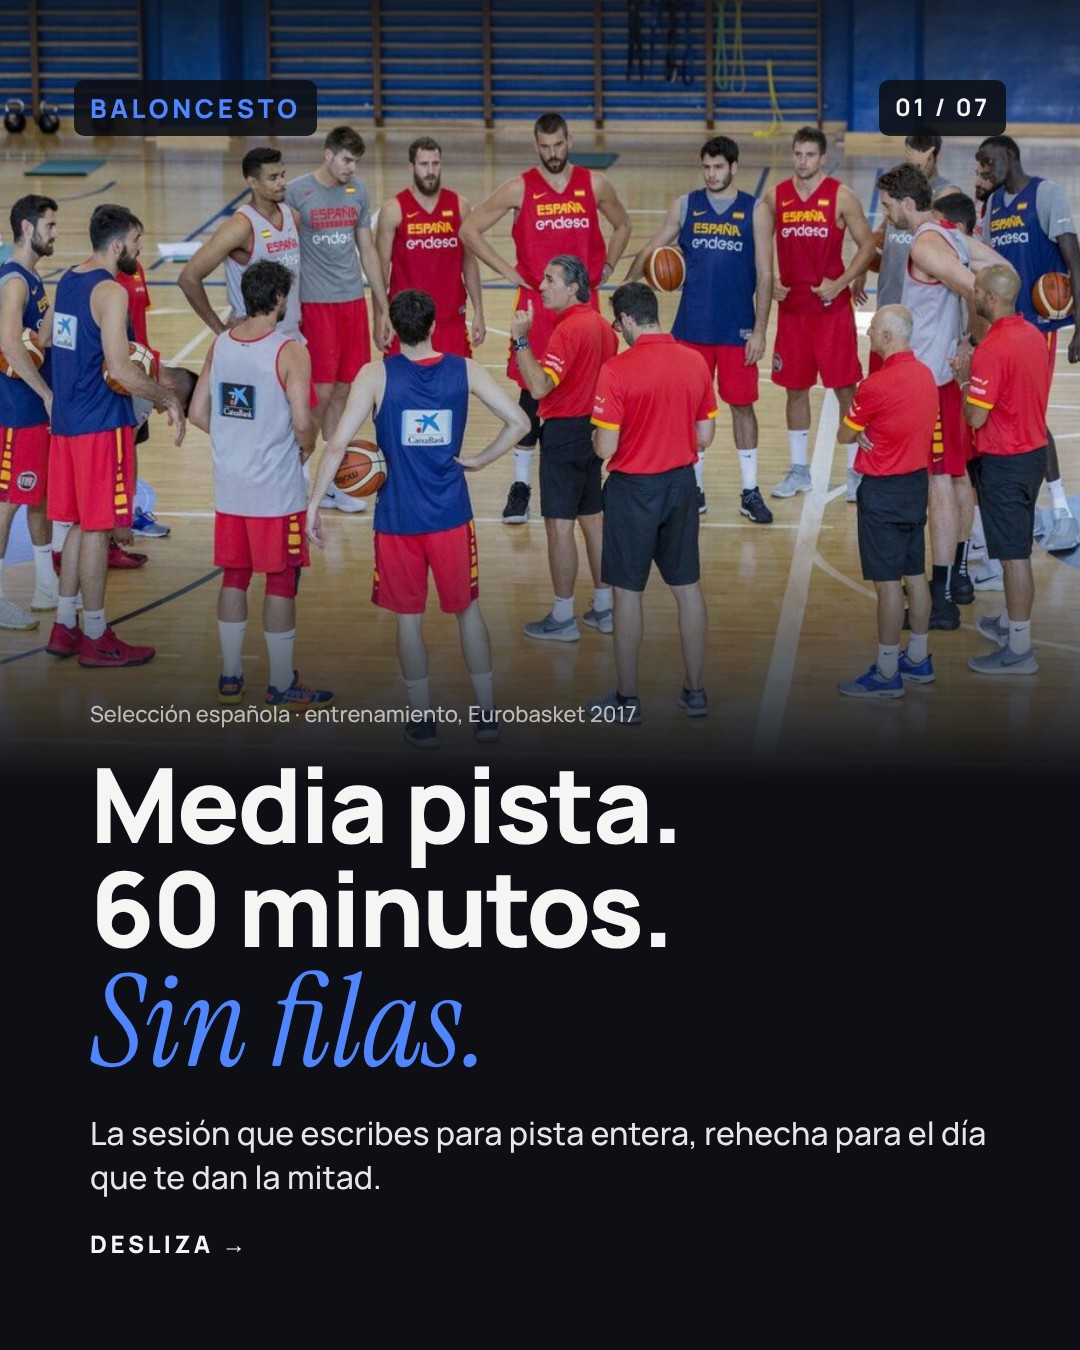 BALONCESTO
01 / 07
ESPAÑA
endesa
ESPAÑA
endesa
ESPAÑA
endesa
ESPAÑA
endesa
ESPAÑA
endesa
ESPAÑA
endesa
CaixaBank
CaixaBank
Selección española · entrenamiento, Eurobasket 2017
Media pista.
60 minutos.
Sin filas.
La sesión que escribes para pista entera, rehecha para el día
que te dan la mitad.
DESLIZA →